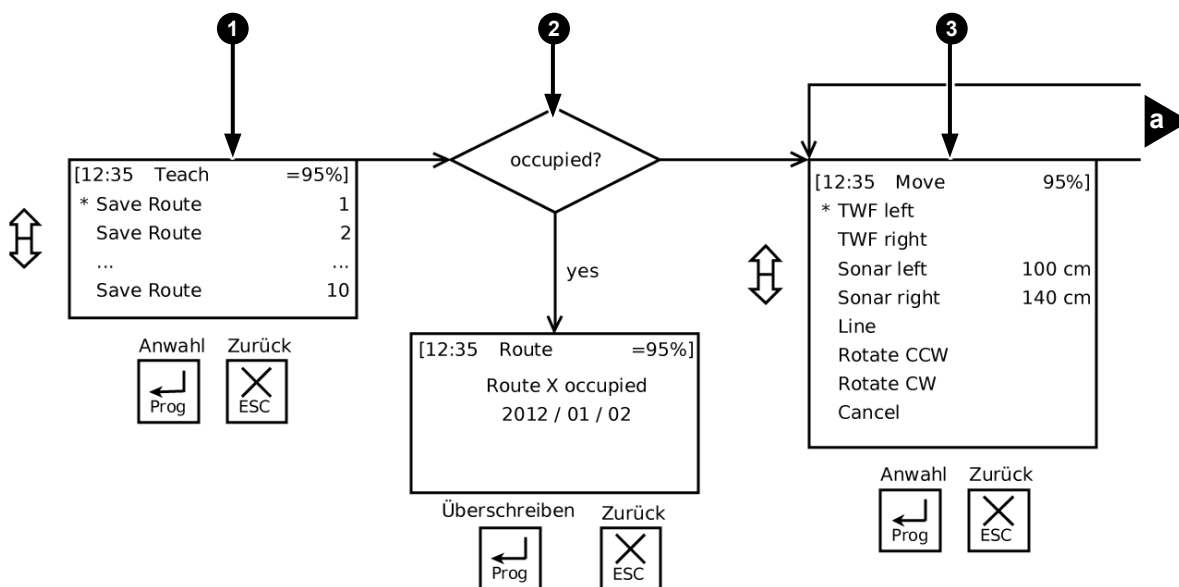 1
2
3
a
[12:35 Teach =95%]
* Save Route 1
Save Route 2
... ...
Save Route 10
Anwahl Zurück
Prog ESC
occupied?
yes
[12:35 Route =95%]
Route X occupied
2012 / 01 / 02
Überschreiben Zurück
Prog ESC
[12:35 Move 95%]
* TWF left
TWF right
Sonar left 100 cm
Sonar right 140 cm
Line
Rotate CCW
Rotate CW
Cancel
Anwahl Zurück
Prog ESC